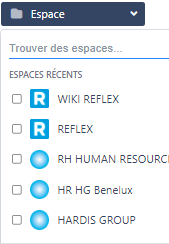 Espace
Trouver des espaces...
ESPACES RÉCENTS
R WIKI REFLEX
R REFLEX
RH HUMAN RESOURC
HR HG Benelux
HARDIS GROUP